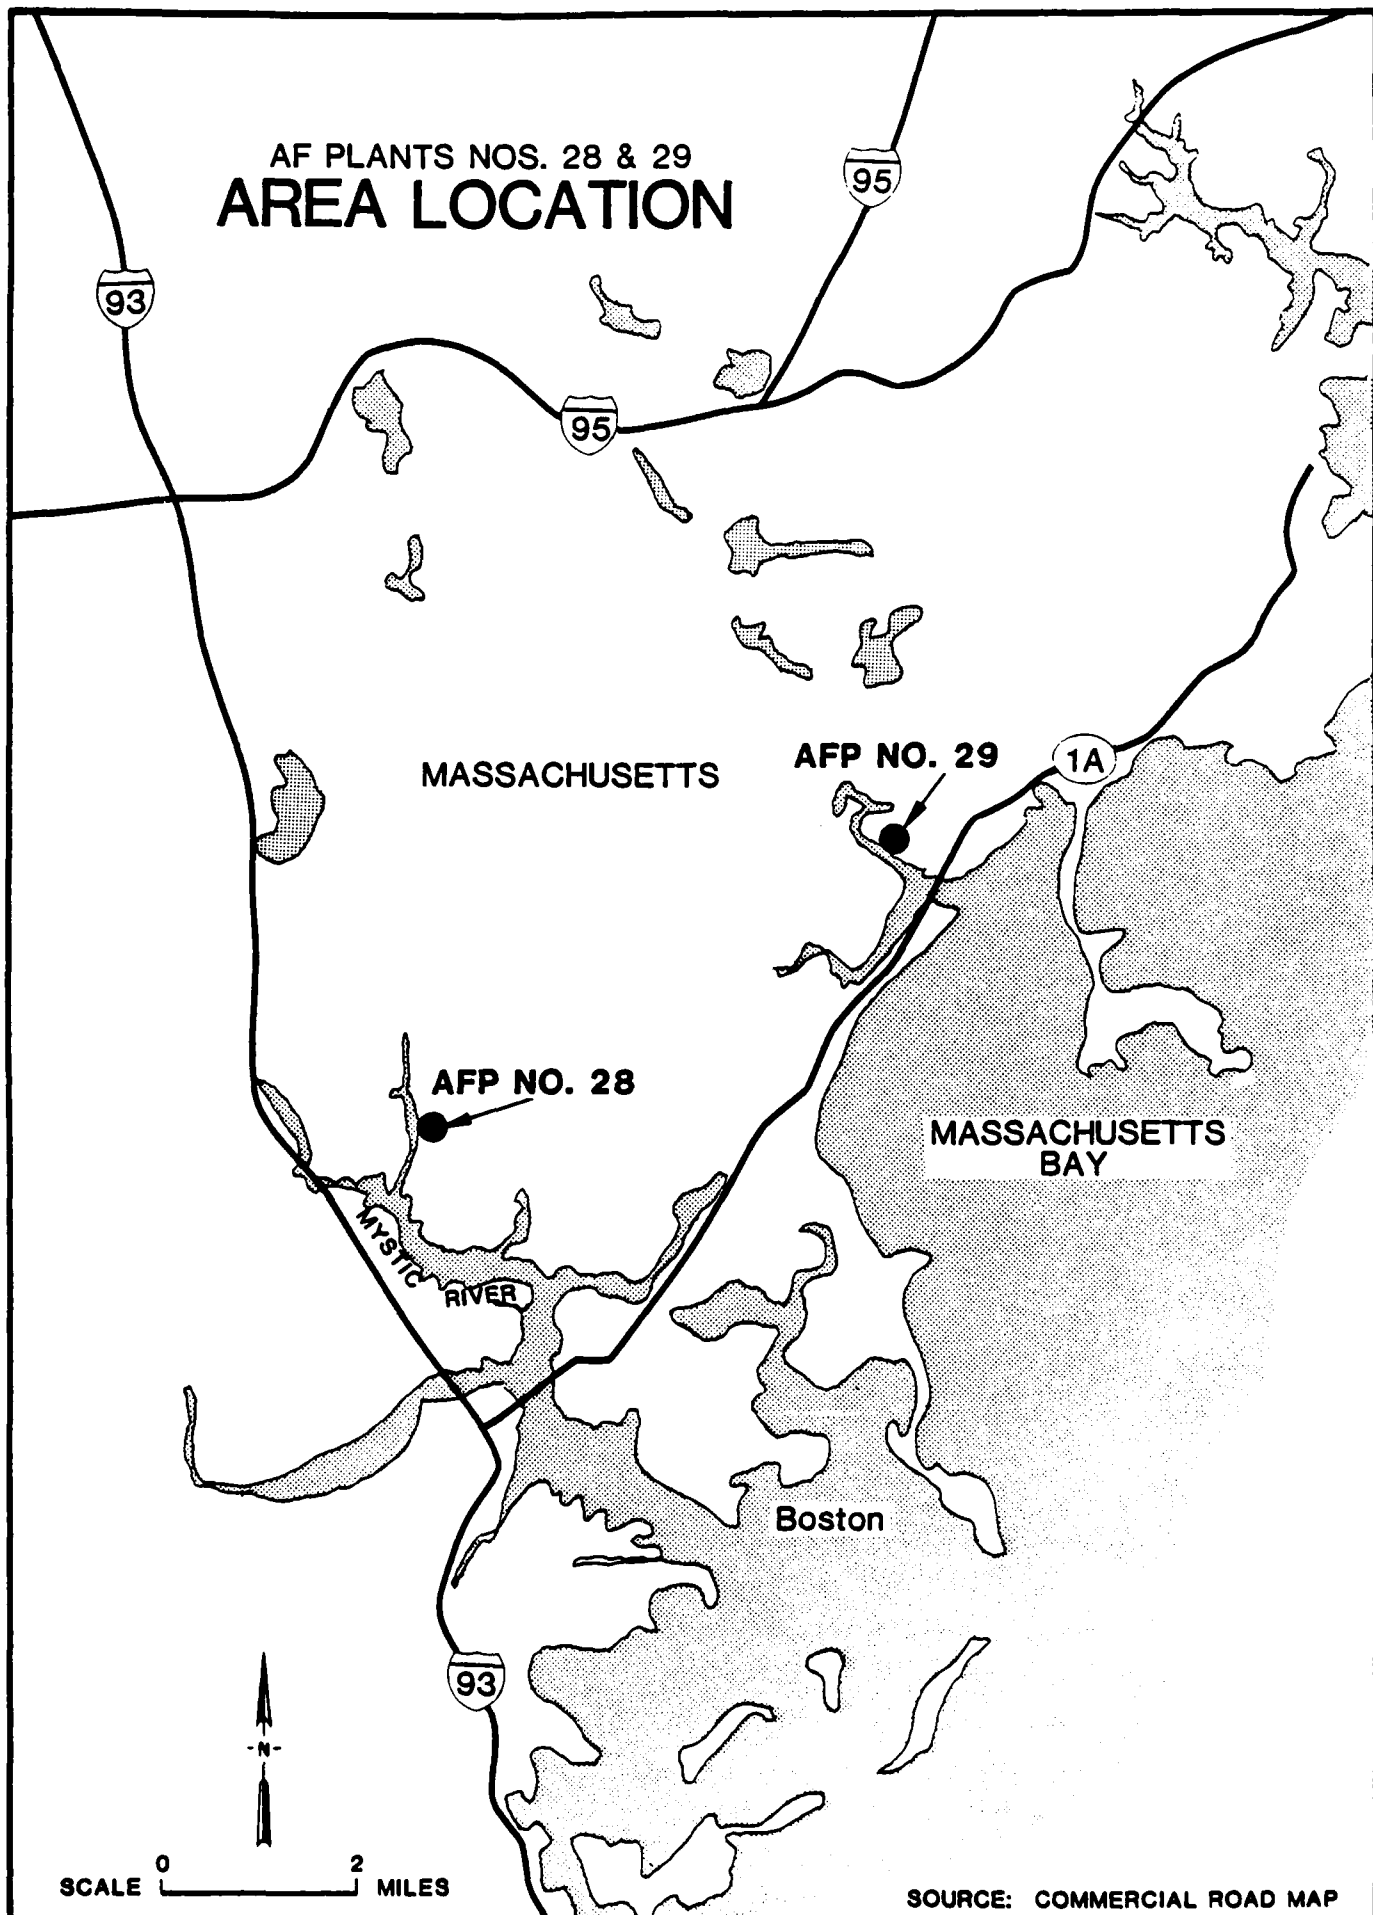 AF PLANTS NOS. 28 & 29
AREA LOCATION
95
93
95
MASSACHUSETTS
AFP NO. 29
1A
AFP NO. 28
MASSACHUSETTS
BAY
MYSTIC
RIVER
Boston
93
-N-
0 2
SCALE MILES
SOURCE: COMMERCIAL ROAD MAP